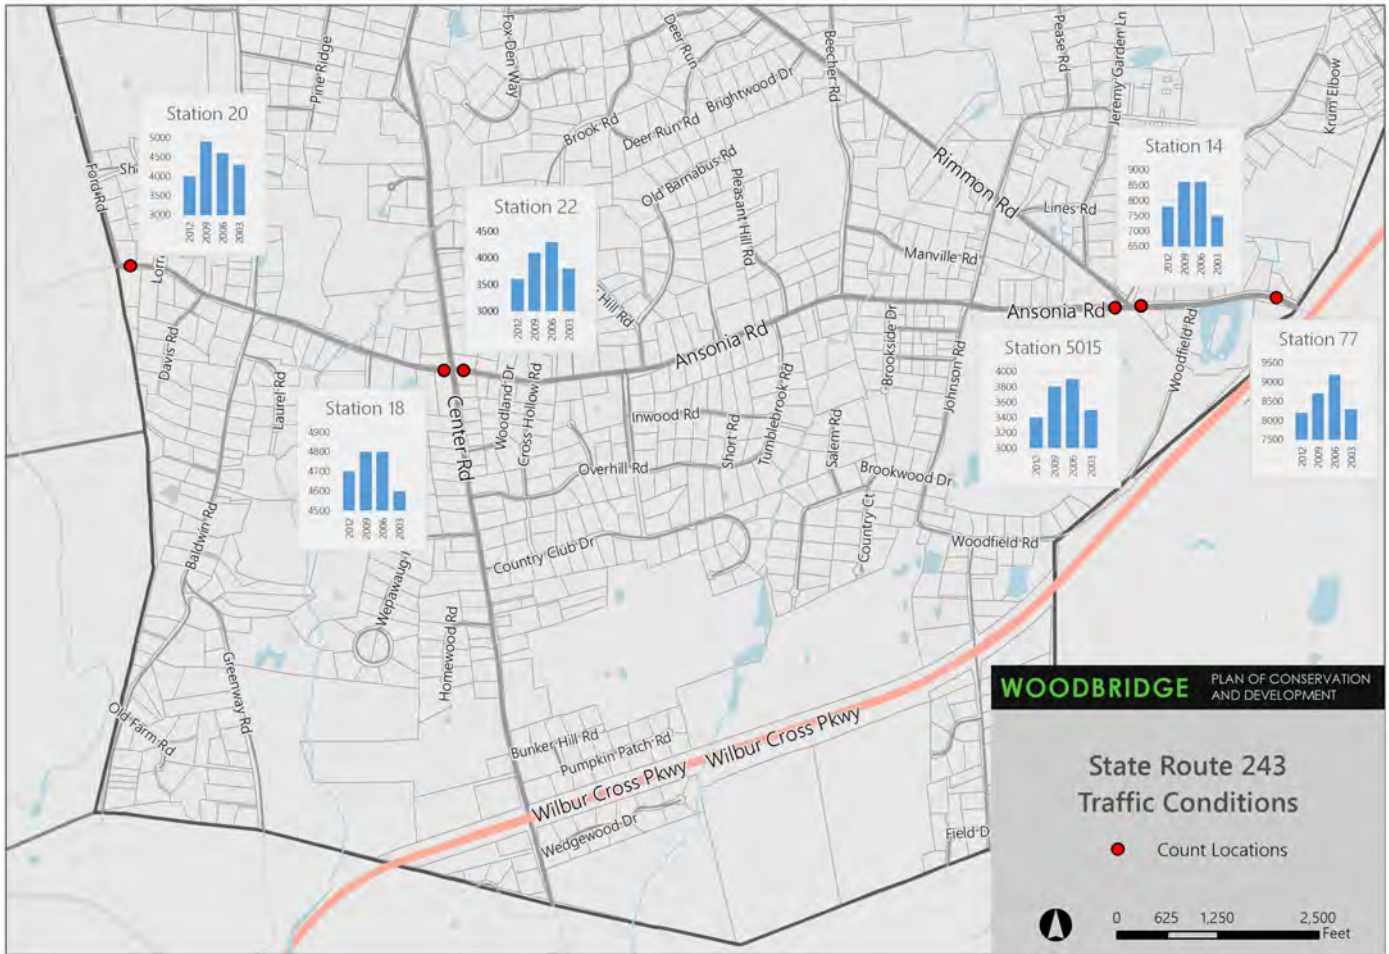 Fox Den Way
Pine Ridge
Deer Run
Brightwood Dr
Beecher Rd
Pease Rd
Jeremy Garden Ln
Krum Elbow
Brook Rd
Deer Run Rd
Old Barnabus Rd
Pleasant Hill Rd
Rimmon Rd
Lines Rd
Manville Rd
Ford Rd
Station 20
5000
4500
4000
3500
3000
2012
2009
2006
2003
Station 22
4500
4000
3500
3000
2012
2009
2006
2003
Station 14
9000
8500
8000
7500
7000
6500
2012
2009
2006
2003
Hill Rd
Davis Rd
Laurel Rd
Ansonia Rd
Ansonia Rd
Woodfield Rd
Brookside Dr
Johnson Rd
Station 5015
4000
3800
3600
3400
3200
3000
2012
2009
2006
2003
Station 77
9500
9000
8500
8000
7500
2012
2009
2006
2003
Station 18
4900
4800
4700
4600
4500
2012
2009
2006
2003
Center Rd
Woodland Dr
Cross Hollow Rd
Inwood Rd
Short Rd
Tumblebrook Rd
Salem Rd
Overhill Rd
Brookwood Dr
Country Ct
Country Club Dr
Woodfield Rd
Baldwin Rd
Wepawaug
Homewood Rd
Greenway Rd
Old Farm Rd
Bunker Hill Rd
Pumpkin Patch Rd
Wilbur Cross Pkwy
Wilbur Cross Pkwy
Wedgewood Dr
Field D
WOODBRIDGE
PLAN OF CONSERVATION
AND DEVELOPMENT
State Route 243
Traffic Conditions
Count Locations
0 625 1,250 2,500
Feet